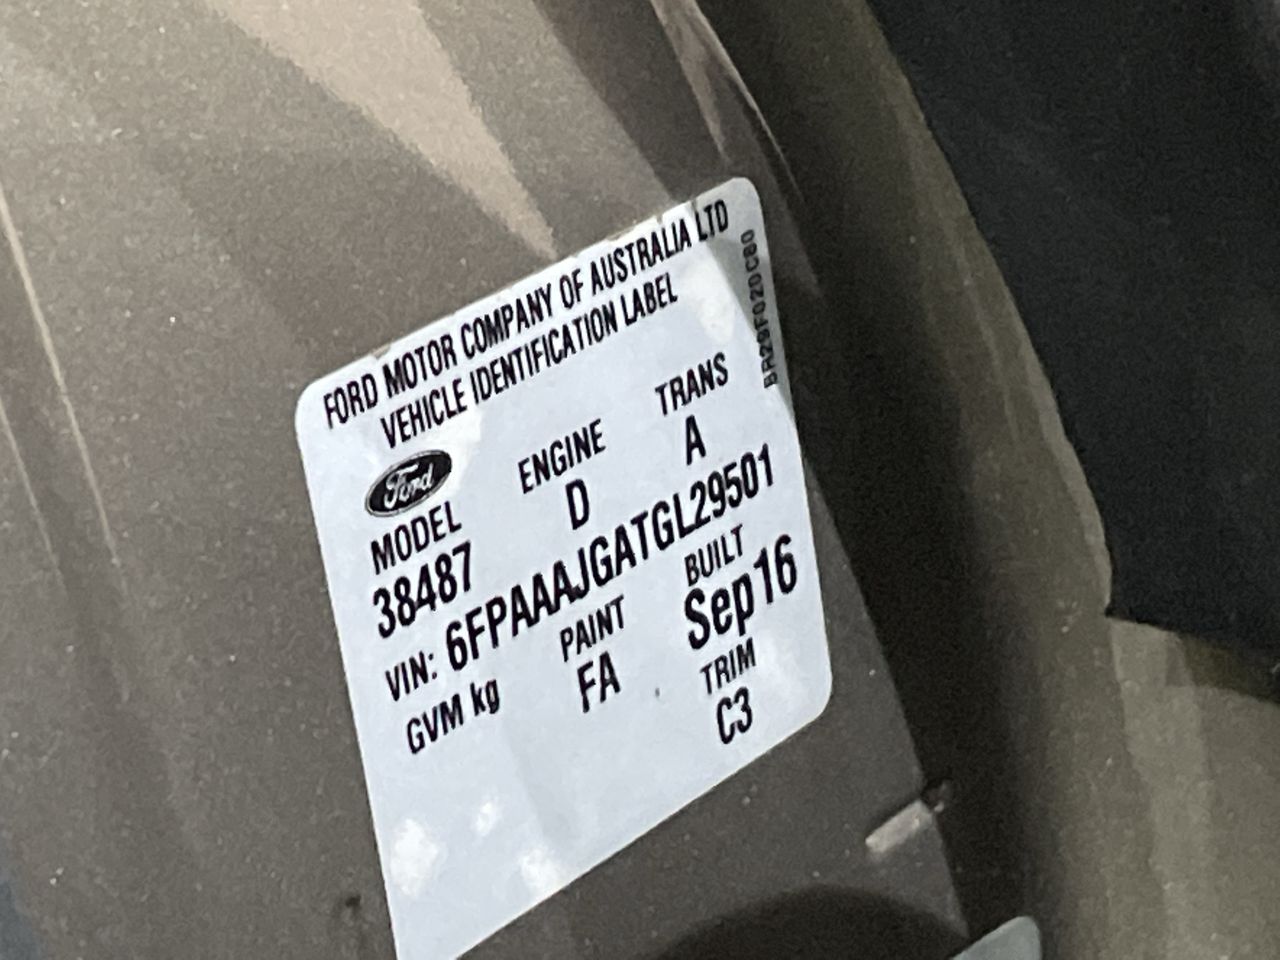 FORD MOTOR COMPANY OF AUSTRALIA LTD
VEHICLE IDENTIFICATION LABEL
Ford
ENGINE TRANS
MODEL D A
38487
VIN: 6FPAAAJGATGL29501
GVM kg PAINT BUILT
FA Sep16
TRIM
C3